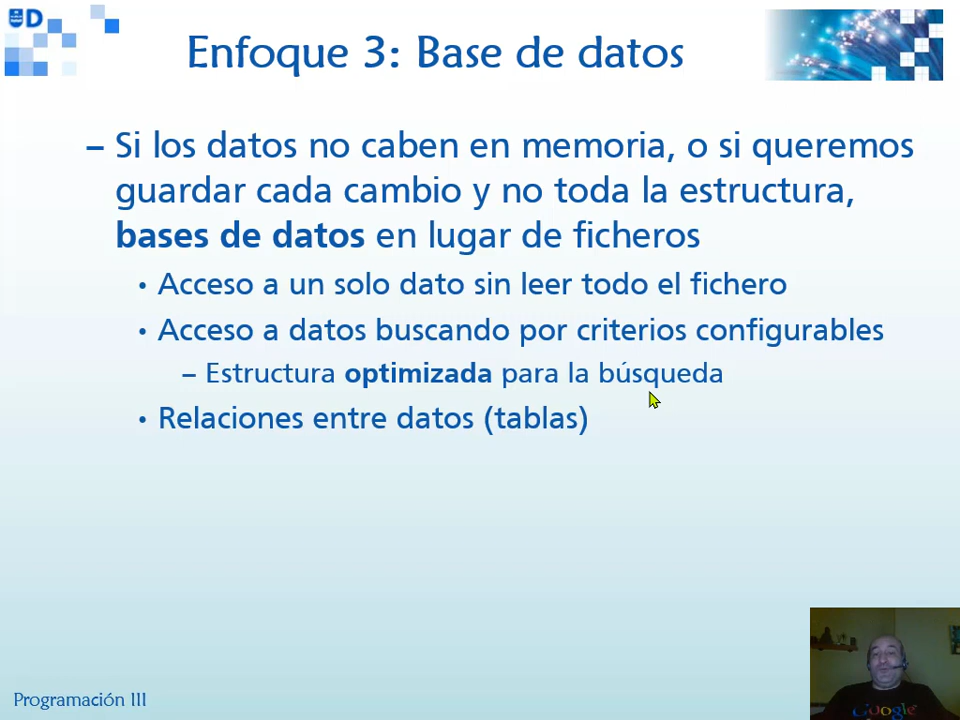 D
Enfoque 3: Base de datos
– Si los datos no caben en memoria, o si queremos
guardar cada cambio y no toda la estructura,
bases de datos en lugar de ficheros
• Acceso a un solo dato sin leer todo el fichero
• Acceso a datos buscando por criterios configurables
– Estructura optimizada para la búsqueda
• Relaciones entre datos (tablas)
Programación III
Google